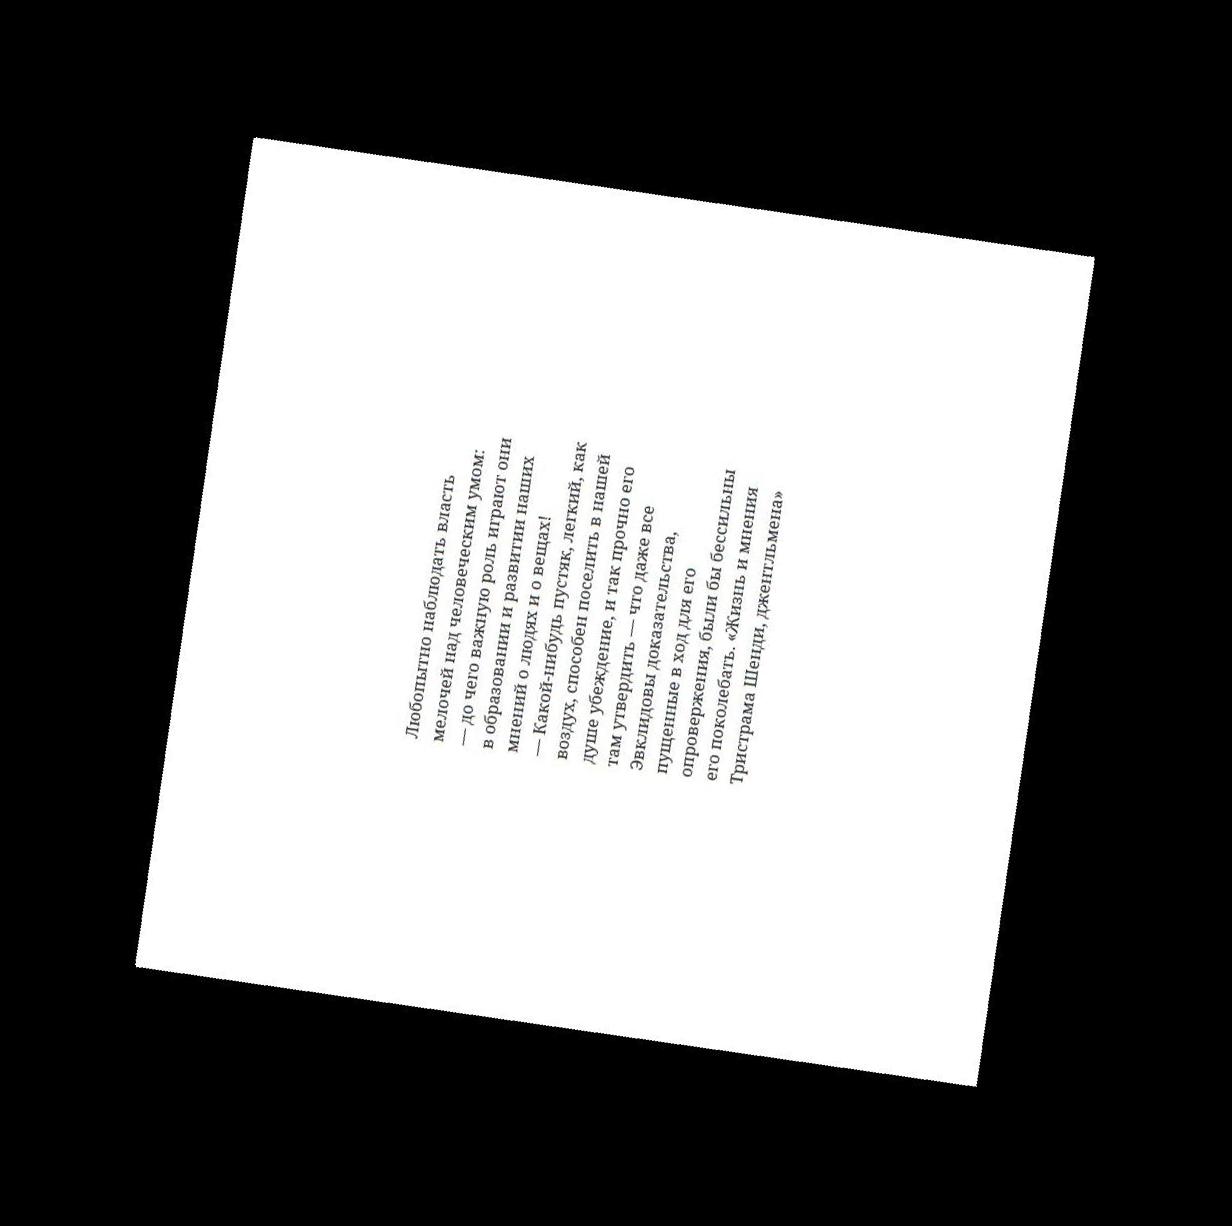 Любопытно наблюдать власть
мелочей над человеческим умом:
— до чего важную роль играют они
в образовании и развитии наших
мнений о людях и о вещах!
— Какой-нибудь пустяк, легкий, как
воздух, способен поселить в нашей
душе убеждение, и так прочно его
там утвердить — что даже все
Эвклидовы доказательства,
пущенные в ход для его
опровержения, были бы бессильны
его поколебать. «Жизнь и мнения
Тристрама Шенди, джентльмена»